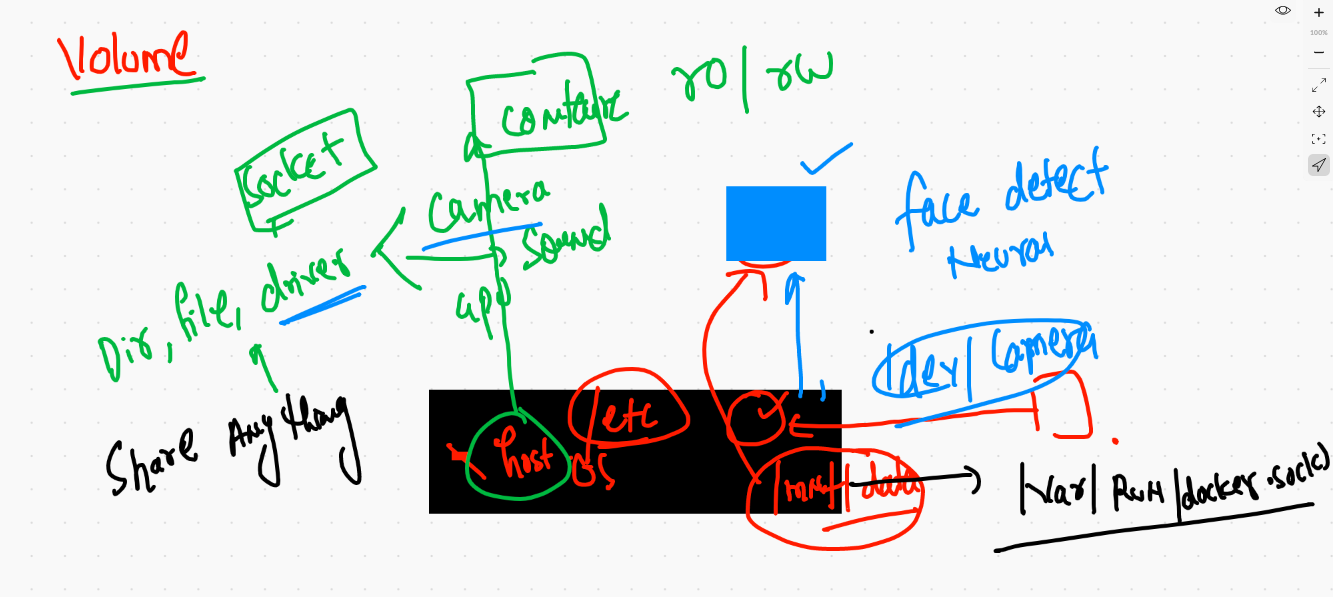 Volume
contain
ro/rw
socket
camera
sound
app
Dir, file, driver
Share Anything
face detect
Neural
/dev/camera
host OS
/etc
/mnt/data
/var/run/docker.sock
100%